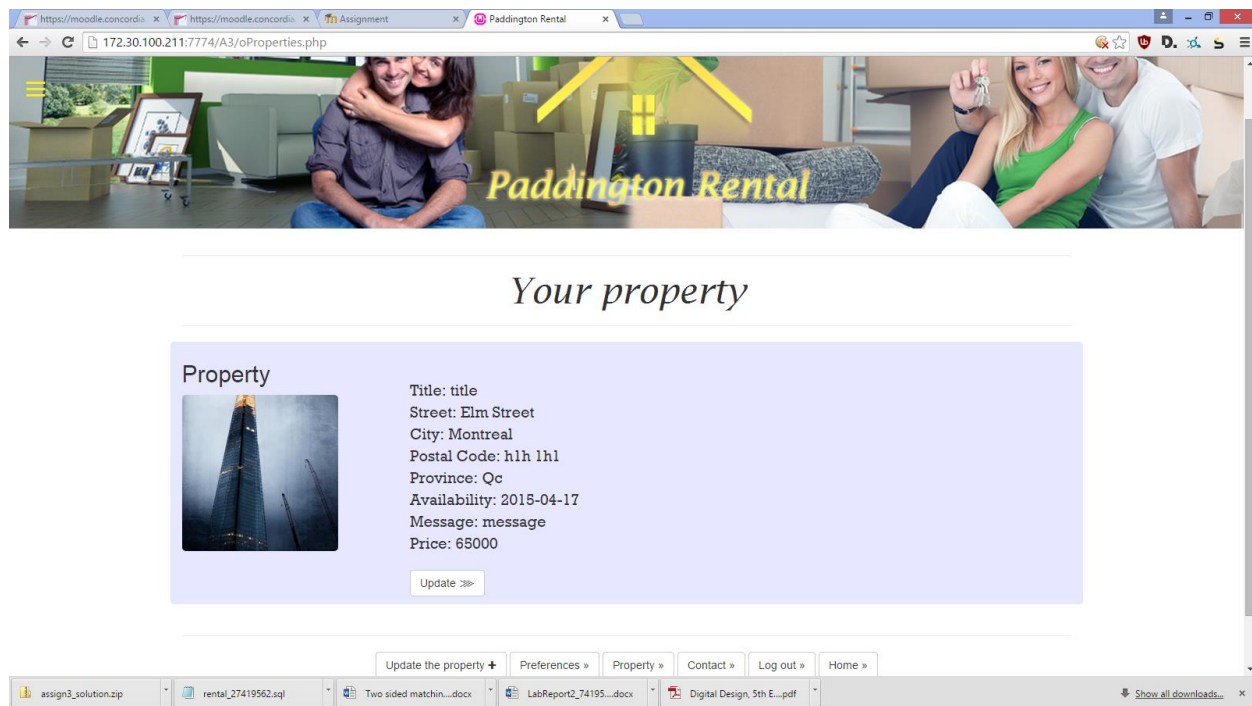 https://moodle.concordia
https://moodle.concordia
Assignment
Paddington Rental
172.30.100.211:7774/A3/oProperties.php
Paddington Rental
Your property
Property
Title: title
Street: Elm Street
City: Montreal
Postal Code: h1h 1h1
Province: Qc
Availability: 2015-04-17
Message: message
Price: 65000
Update ⋙
Update the property ✚
Preferences »
Property »
Contact »
Log out »
Home »
assign3_solution.zip
rental_27419562.sql
Two sided matchin....docx
LabReport2_74195....docx
Digital Design, 5th E....pdf
Show all downloads...